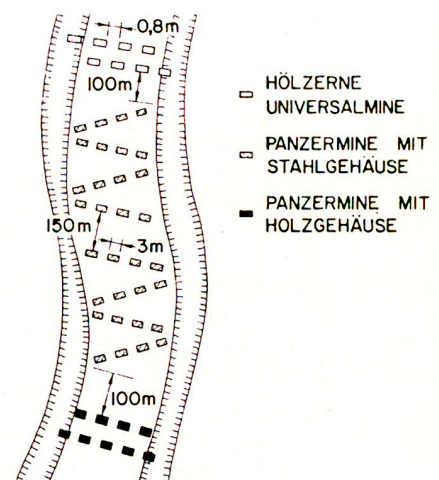 0,8m
100m
HÖLZERNE
UNIVERSALMINE
PANZERMINE MIT
STAHLGEHÄUSE
PANZERMINE MIT
HOLZGEHÄUSE
150m
3m
100m